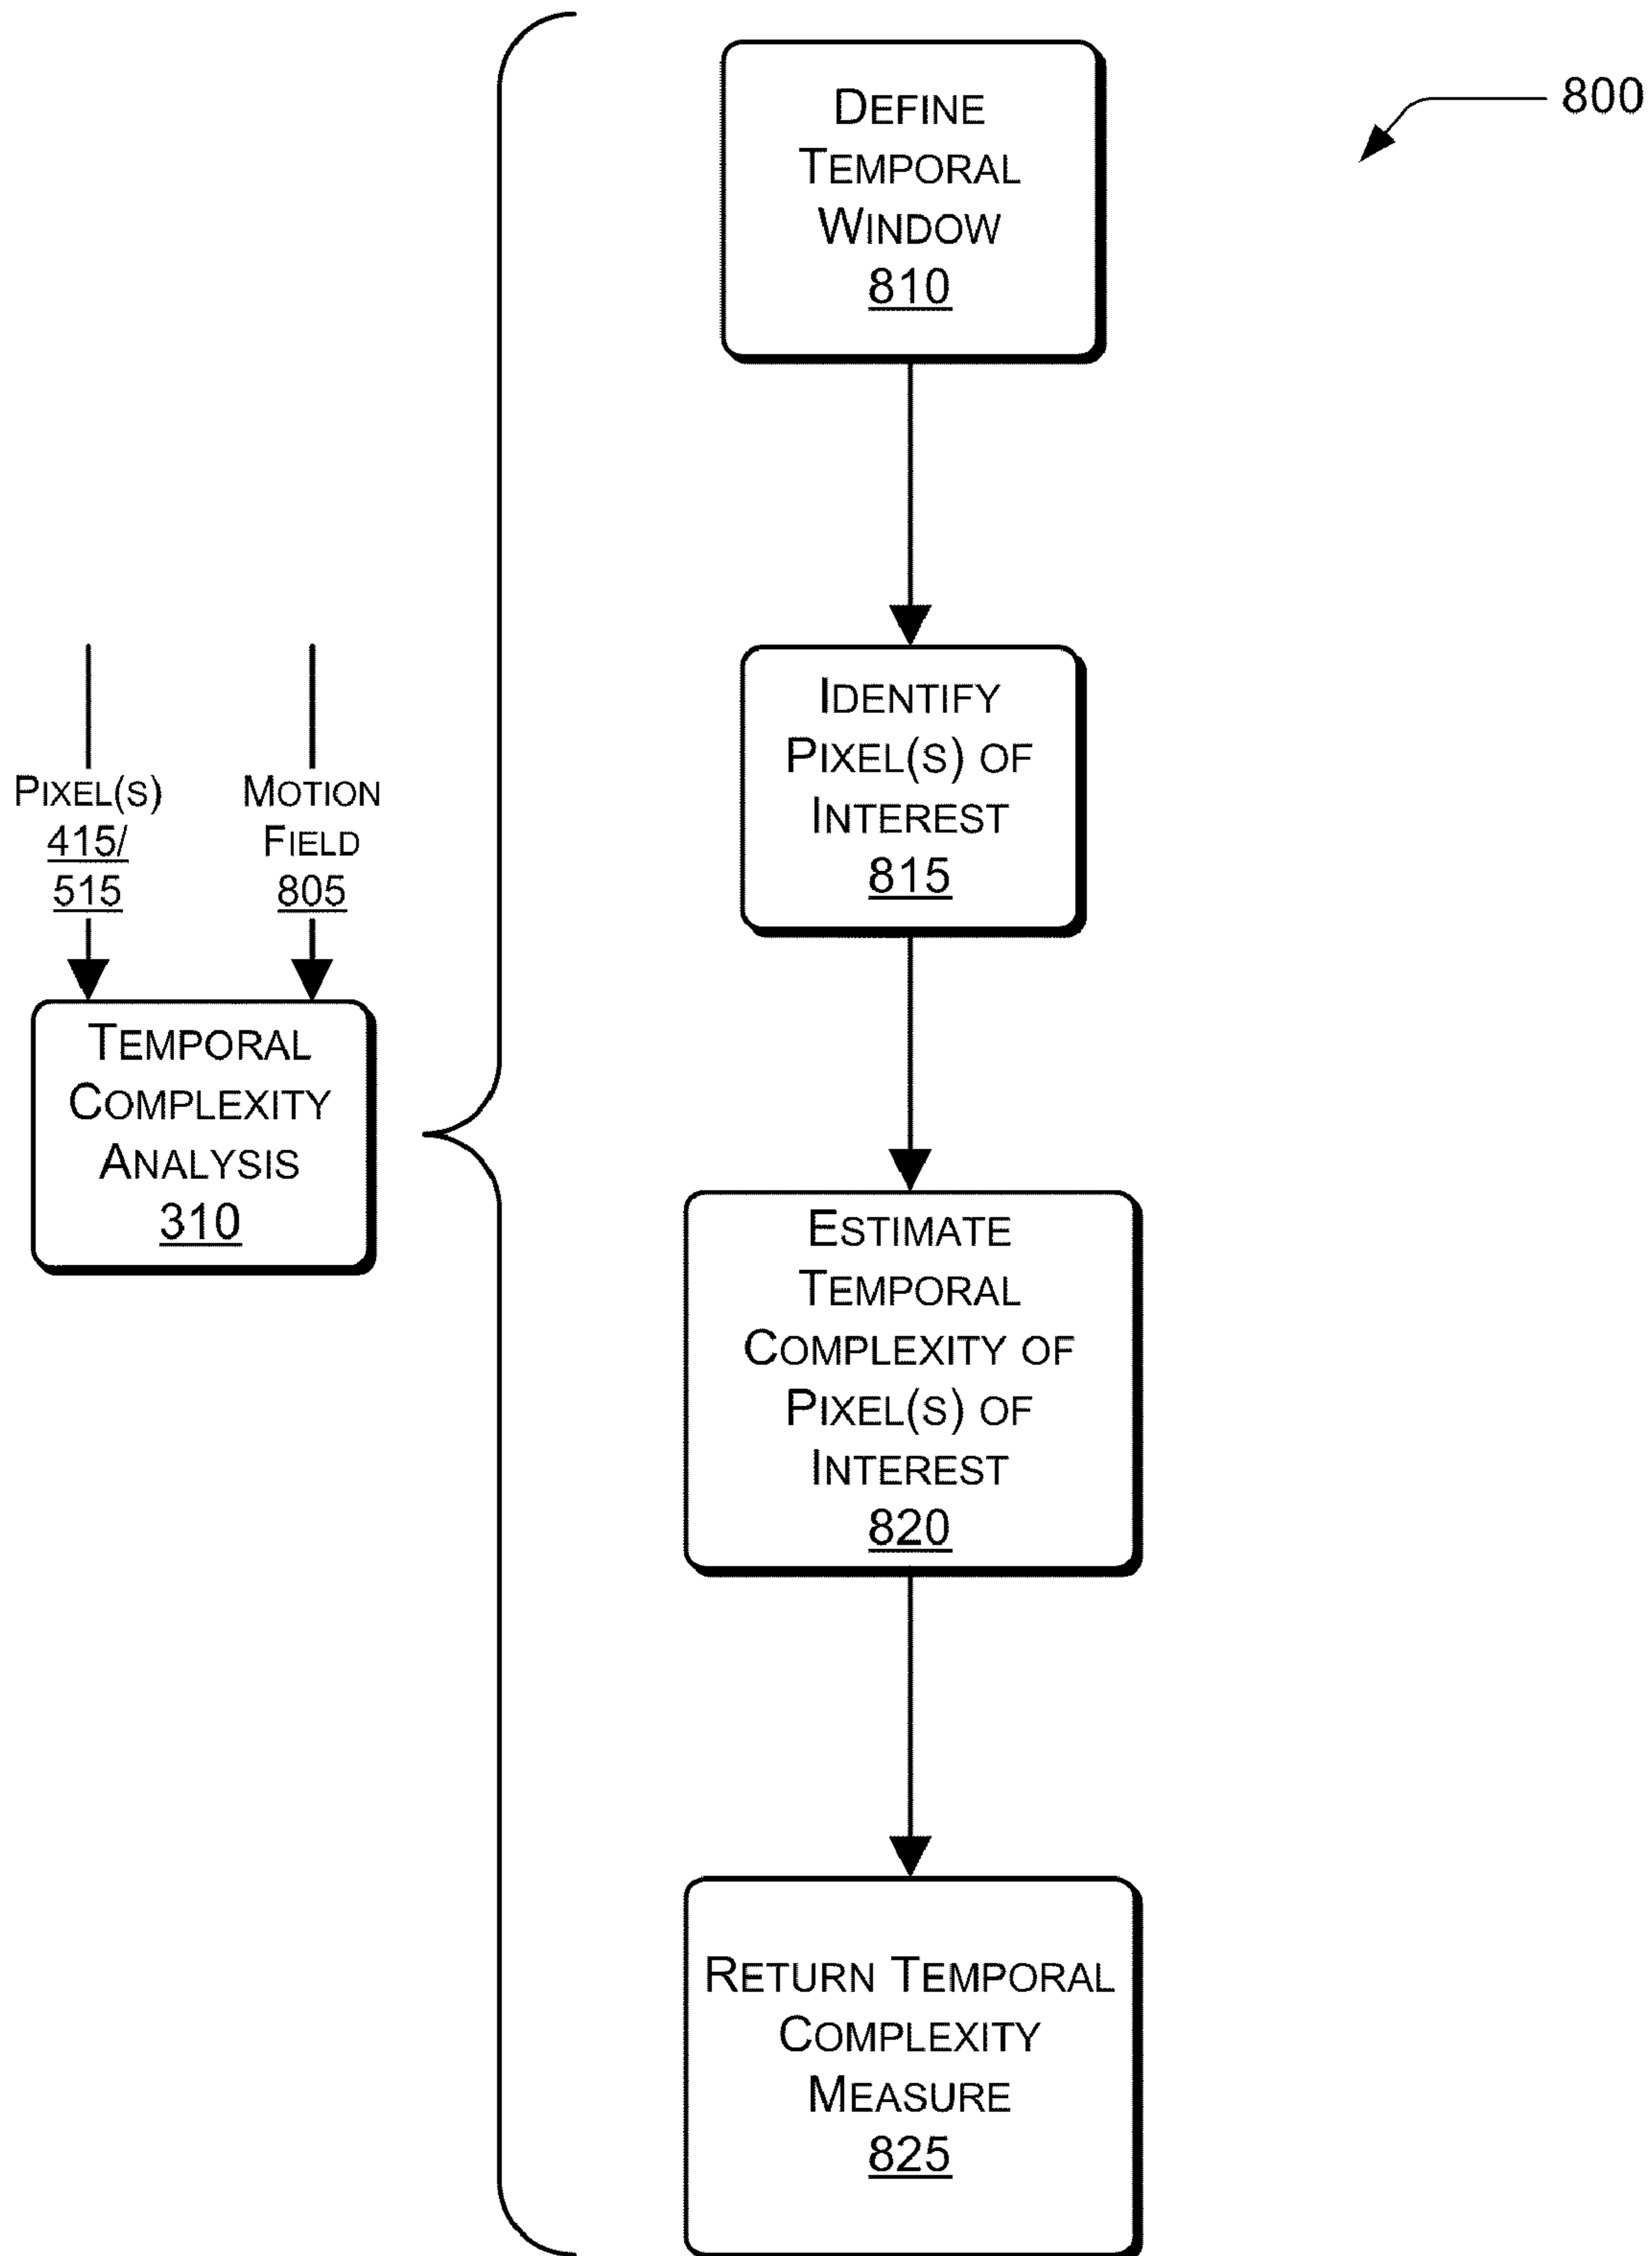 800
DEFINE
TEMPORAL
WINDOW
810
IDENTIFY
PIXEL(S) OF
INTEREST
815
PIXEL(S)
415/
515
MOTION
FIELD
805
TEMPORAL
COMPLEXITY
ANALYSIS
310
ESTIMATE
TEMPORAL
COMPLEXITY OF
PIXEL(S) OF
INTEREST
820
RETURN TEMPORAL
COMPLEXITY
MEASURE
825